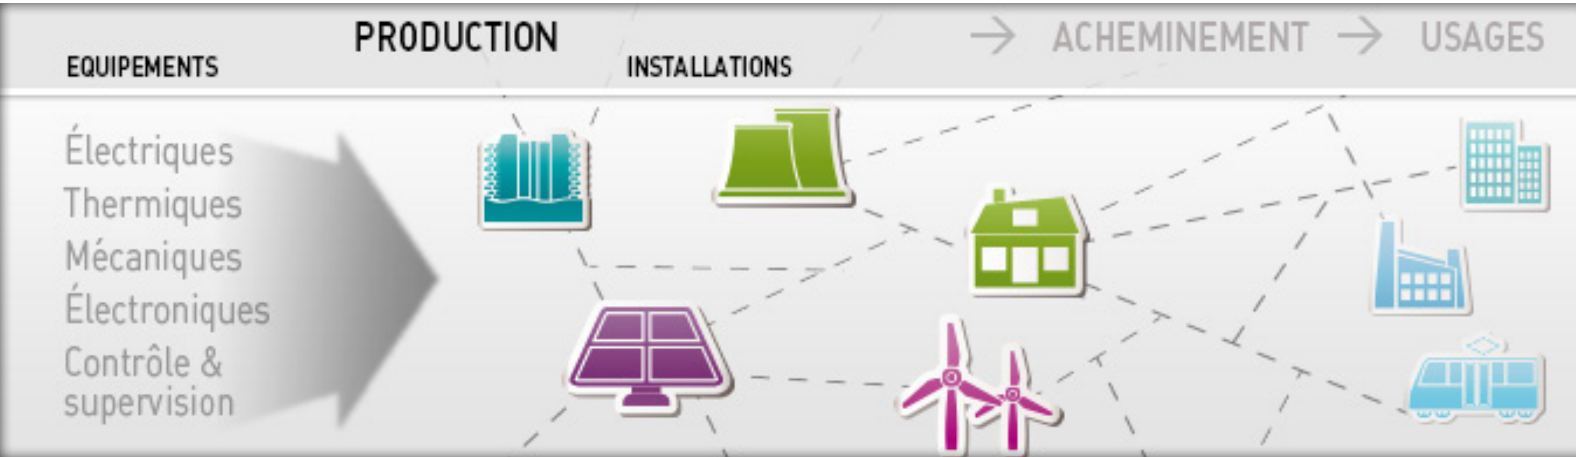 PRODUCTION → ACHEMINEMENT → USAGES
EQUIPEMENTS INSTALLATIONS
Électriques
Thermiques
Mécaniques
Électroniques
Contrôle &
supervision